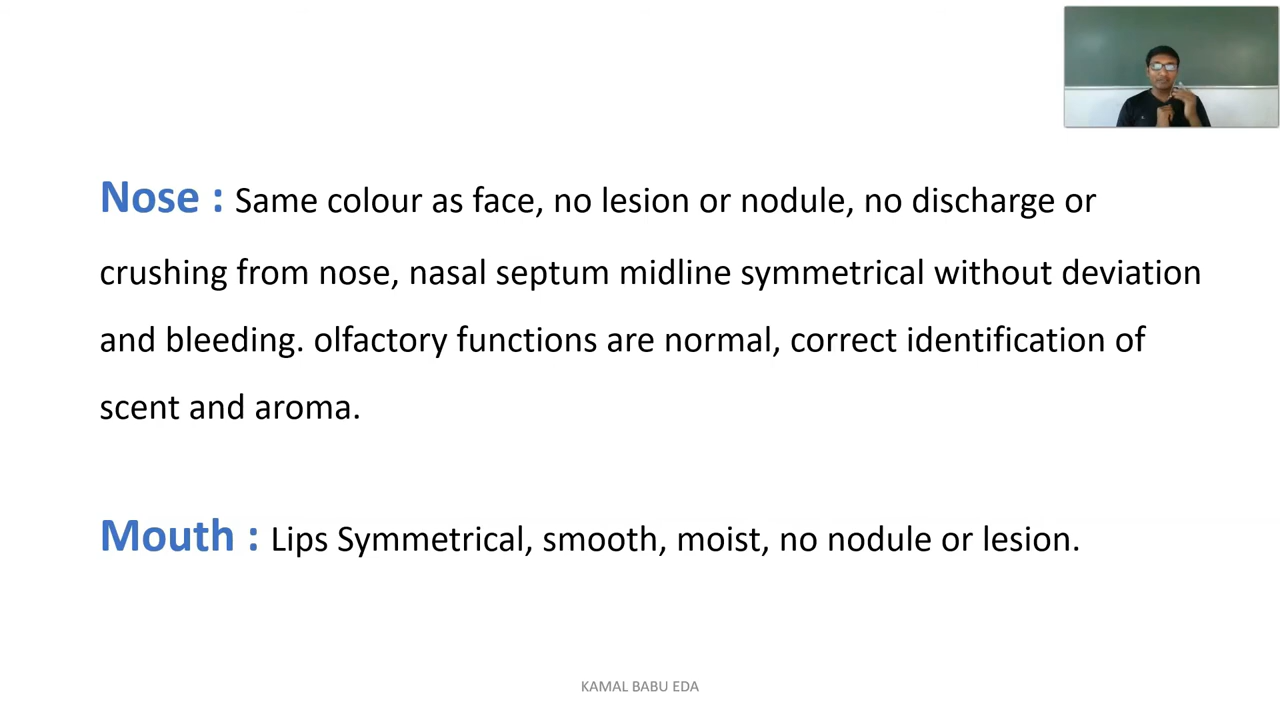 Nose : Same colour as face, no lesion or nodule, no discharge or
crushing from nose, nasal septum midline symmetrical without deviation
and bleeding. olfactory functions are normal, correct identification of
scent and aroma.
Mouth : Lips Symmetrical, smooth, moist, no nodule or lesion.
KAMAL BABU EDA